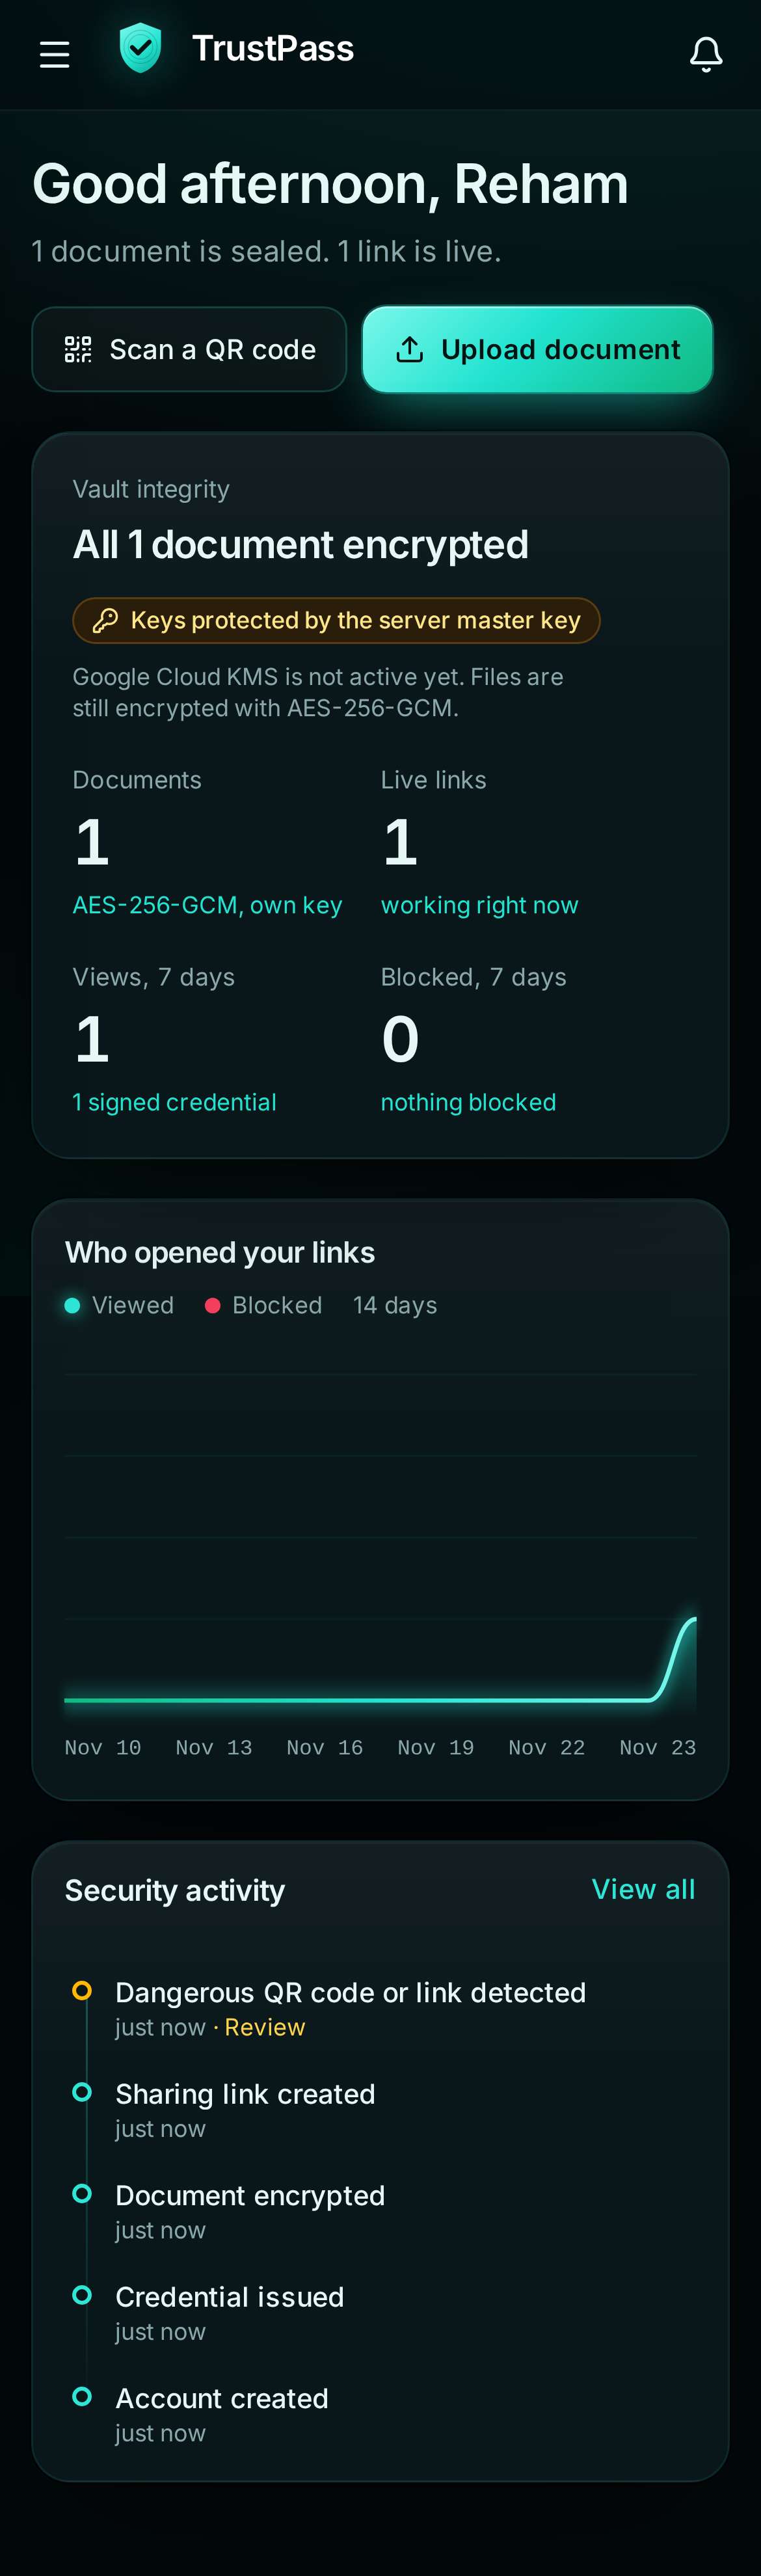 TrustPass
Good afternoon, Reham
1 document is sealed. 1 link is live.
Scan a QR code
Upload document
Vault integrity
All 1 document encrypted
Keys protected by the server master key
Google Cloud KMS is not active yet. Files are
still encrypted with AES-256-GCM.
Documents
Live links
1
1
AES-256-GCM, own key
working right now
Views, 7 days
Blocked, 7 days
1
0
1 signed credential
nothing blocked
Who opened your links
Viewed
Blocked
14 days
Nov 10 Nov 13 Nov 16 Nov 19 Nov 22 Nov 23
Security activity
View all
Dangerous QR code or link detected
just now · Review
Sharing link created
just now
Document encrypted
just now
Credential issued
just now
Account created
just now